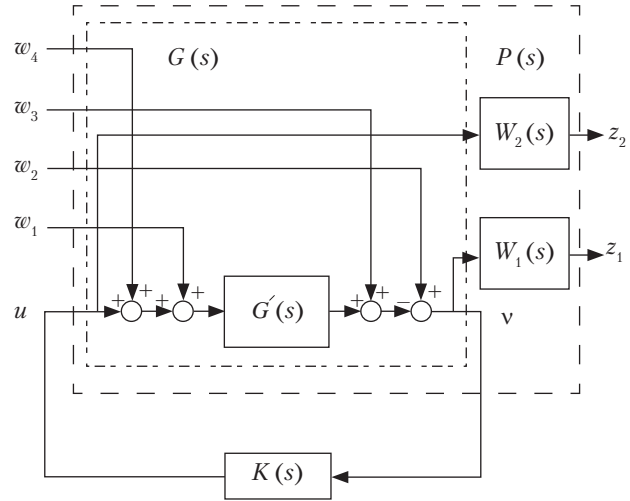 w₄
G(s)
P(s)
w₃
W₂(s)
z₂
w₂
w₁
W₁(s)
z₁
+ + + + + +
+ + − +
u
G′(s)
ν
K(s)